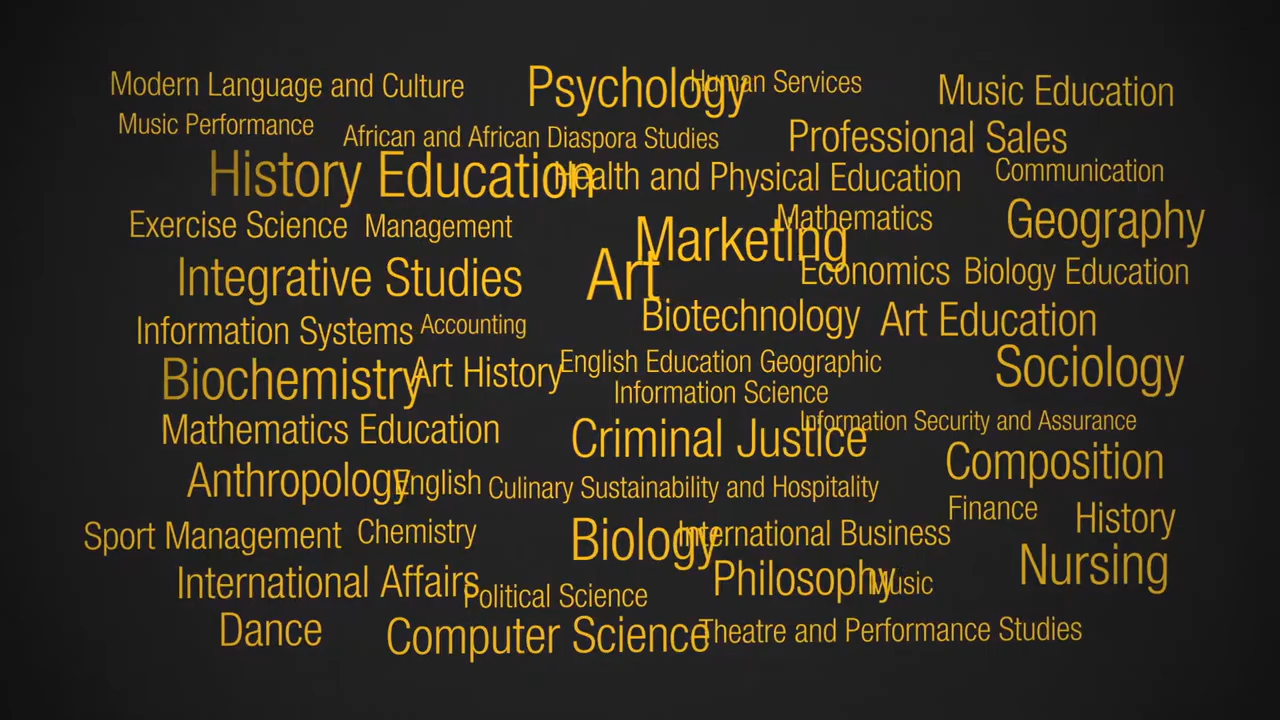 Modern Language and Culture
Psychology
Human Services
Music Education
Music Performance
African and African Diaspora Studies
Professional Sales
History Education
Health and Physical Education
Communication
Exercise Science
Management
Marketing
Mathematics
Geography
Integrative Studies
Art
Economics
Biology Education
Information Systems
Accounting
Biotechnology
Art Education
Biochemistry
Art History
English Education Geographic
Information Science
Sociology
Mathematics Education
Criminal Justice
Information Security and Assurance
Anthropology
English
Culinary Sustainability and Hospitality
Composition
Finance
History
Sport Management
Chemistry
Biology
International Business
Nursing
International Affairs
Political Science
Philosophy
Music
Dance
Computer Science
Theatre and Performance Studies